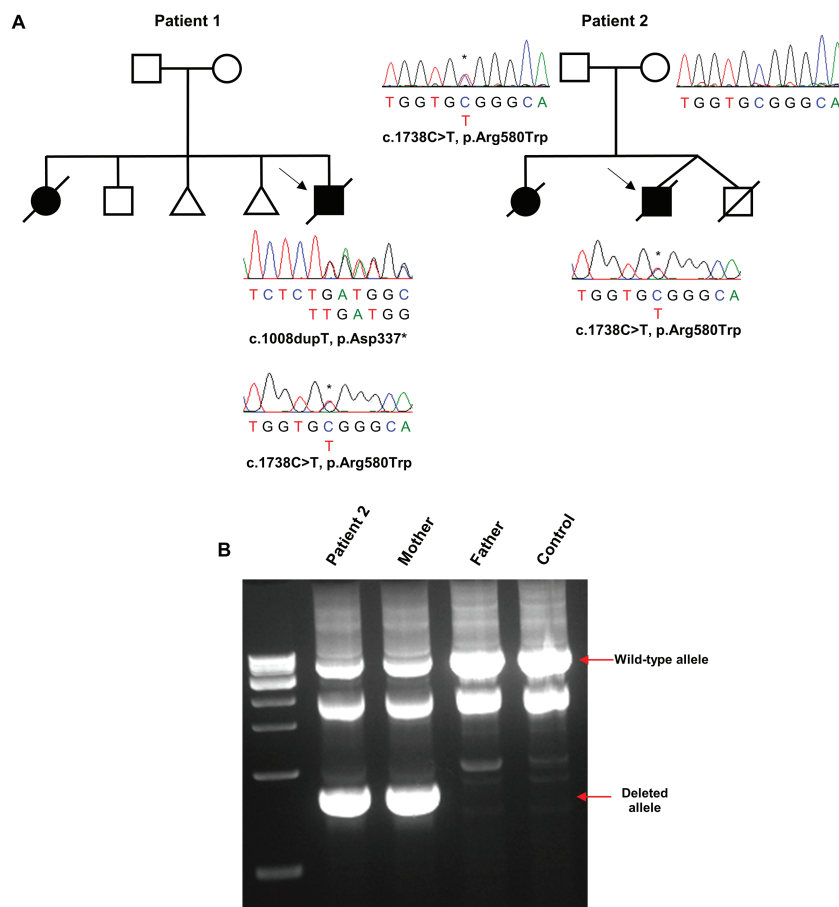 A
Patient 1
Patient 2
*
T G G T G C G G G C A
T
c.1738C>T, p.Arg580Trp
T G G T G C G G G C A
T C T C T G A T G G C
T T G A T G G
c.1008dupT, p.Asp337*
*
T G G T G C G G G C A
T
c.1738C>T, p.Arg580Trp
*
T G G T G C G G G C A
T
c.1738C>T, p.Arg580Trp
B
Patient 2
Mother
Father
Control
Wild-type allele
Deleted
allele